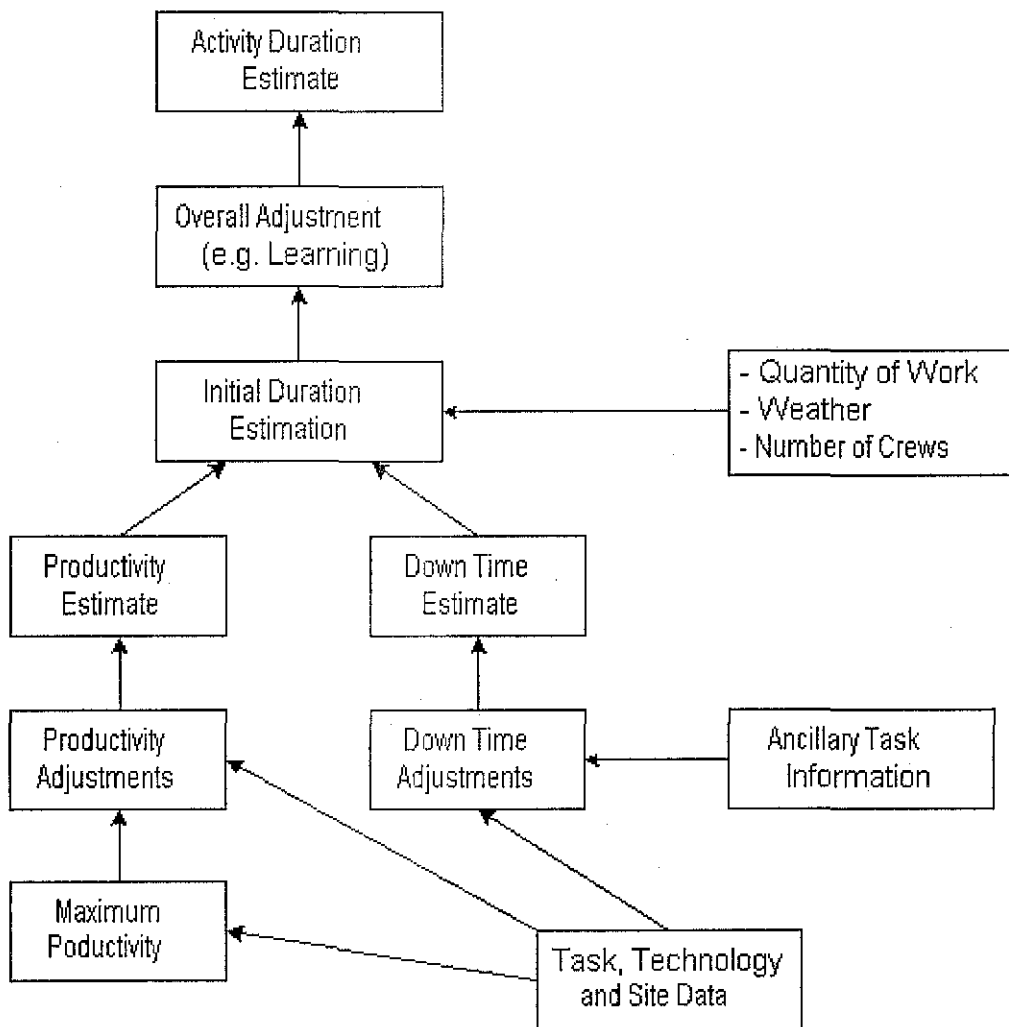 Activity Duration
Estimate
Overall Adjustment
(e.g. Learning)
Initial Duration
Estimation
- Quantity of Work
- Weather
- Number of Crews
Productivity
Estimate
Down Time
Estimate
Productivity
Adjustments
Down Time
Adjustments
Ancillary Task
Information
Maximum
Poductivity
Task, Technology
and Site Data